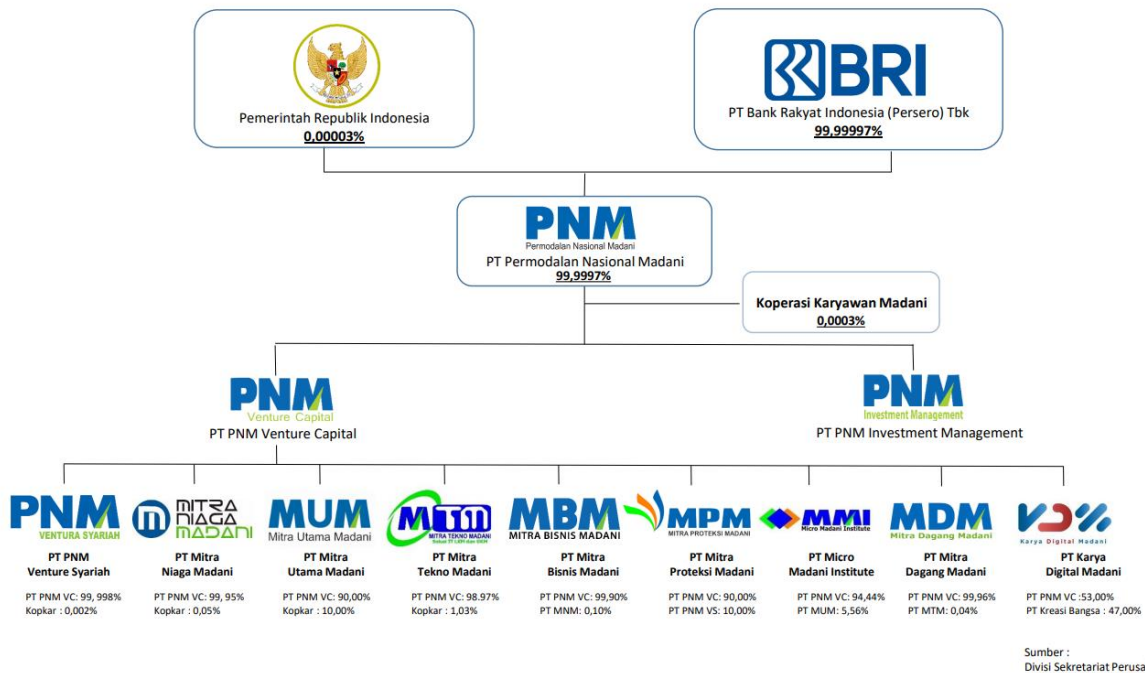 Pemerintah Republik Indonesia
0,00003%
BRI
PT Bank Rakyat Indonesia (Persero) Tbk
99,99997%
PNM
Permodalan Nasional Madani
PT Permodalan Nasional Madani
99,9997%
Koperasi Karyawan Madani
0,0003%
PNM
Venture Capital
PT PNM Venture Capital
PNM
Investment Management
PT PNM Investment Management
PNM
VENTURA SYARIAH
PT PNM
Venture Syariah
PT PNM VC: 99, 998%
Kopkar : 0,002%
MITRA
NIAGA
MADANI
PT Mitra
Niaga Madani
PT PNM VC: 99, 95%
Kopkar : 0,05%
MUM
Mitra Utama Madani
PT Mitra
Utama Madani
PT PNM VC: 90,00%
Kopkar : 10,00%
MTM
MITRA TEKNO MADANI
PT Mitra
Tekno Madani
PT PNM VC: 98.97%
Kopkar : 1,03%
MBM
MITRA BISNIS MADANI
PT Mitra
Bisnis Madani
PT PNM VC: 99,90%
PT MNM: 0,10%
MPM
MITRA PROTEKSI MADANI
PT Mitra
Proteksi Madani
PT PNM VC: 90,00%
PT PNM VS: 10,00%
MMI
Micro Madani Institute
PT Micro
Madani Institute
PT PNM VC: 94,44%
PT MUM: 5,56%
MDM
Mitra Dagang Madani
PT Mitra
Dagang Madani
PT PNM VC: 99,96%
PT MTM: 0,04%
Karya Digital Madani
PT Karya
Digital Madani
PT PNM VC :53,00%
PT Kreasi Bangsa : 47,00%
Sumber :
Divisi Sekretariat Perusa